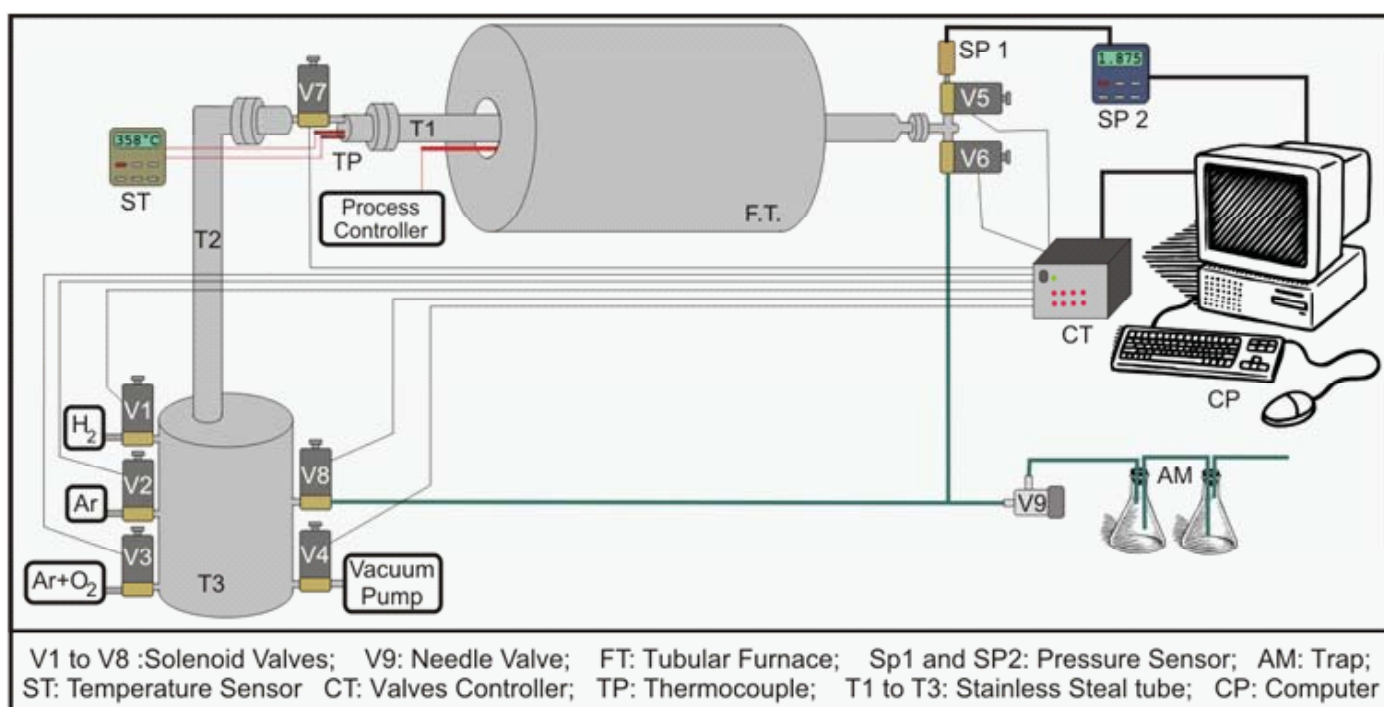 SP 1
1.875
SP 2
V7
V5
T1
358°C
TP
V6
ST
Process
Controller
F.T.
T2
CT
CP
V1
H2
V8
V2
AM
Ar
V9
V3
V4
Ar+O2
T3
Vacuum
Pump
V1 to V8 :Solenoid Valves; V9: Needle Valve; FT: Tubular Furnace; Sp1 and SP2: Pressure Sensor; AM: Trap;
ST: Temperature Sensor CT: Valves Controller; TP: Thermocouple; T1 to T3: Stainless Steal tube; CP: Computer